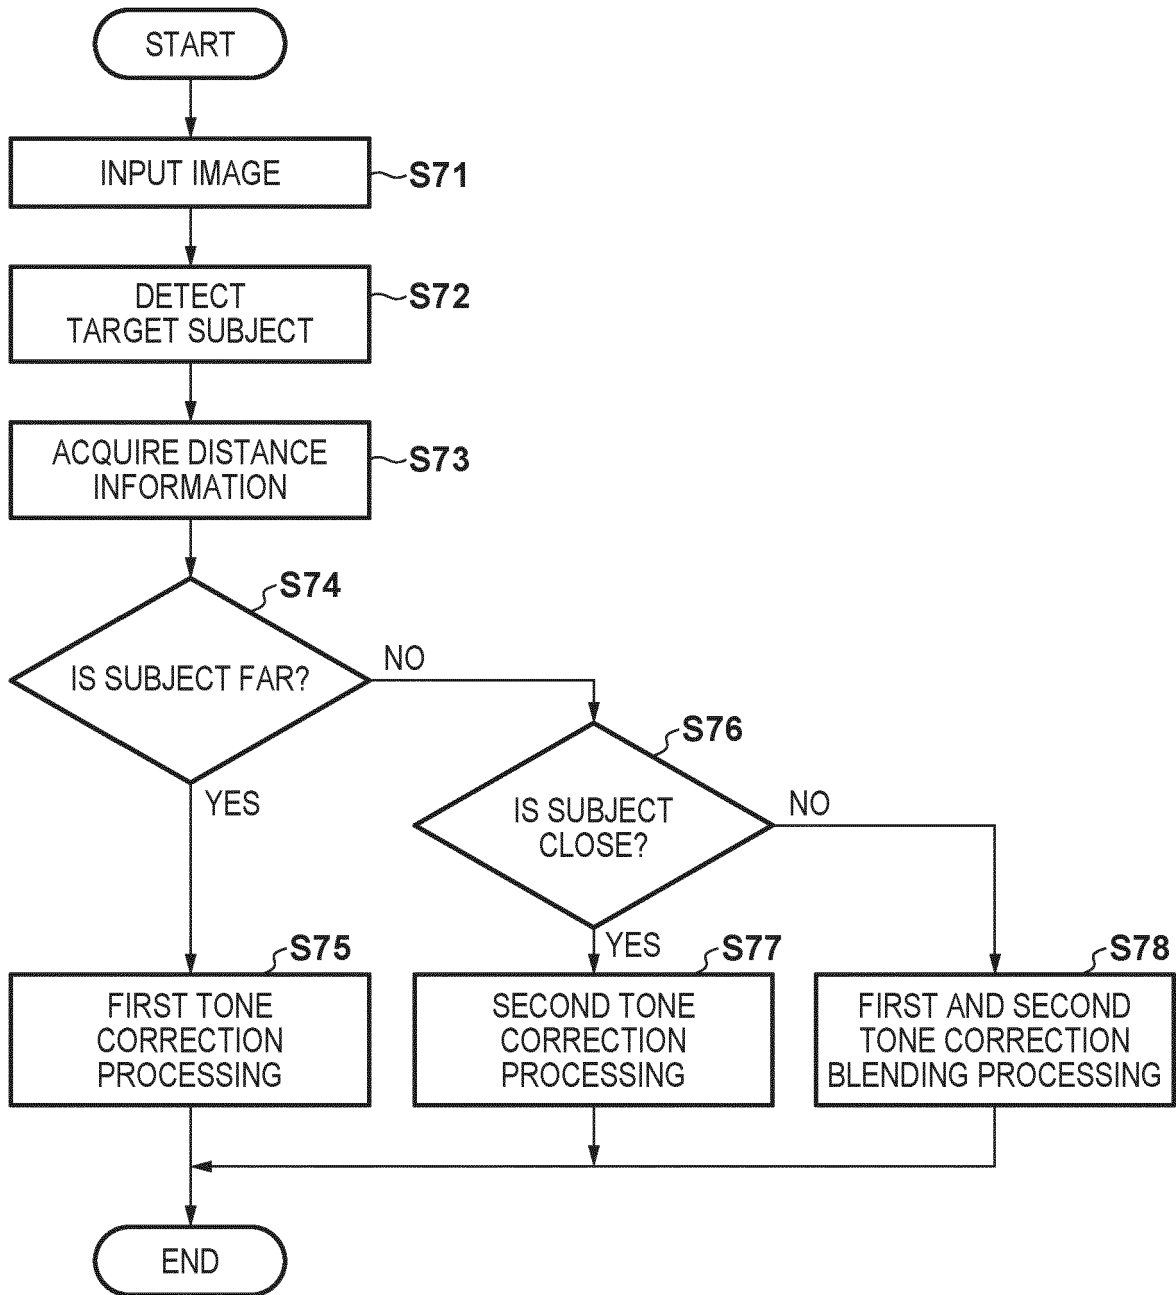 START
INPUT IMAGE
S71
DETECT
TARGET SUBJECT
S72
ACQUIRE DISTANCE
INFORMATION
S73
S74
IS SUBJECT FAR?
NO
YES
S76
IS SUBJECT
CLOSE?
NO
YES
S75
FIRST TONE
CORRECTION
PROCESSING
S77
SECOND TONE
CORRECTION
PROCESSING
S78
FIRST AND SECOND
TONE CORRECTION
BLENDING PROCESSING
END